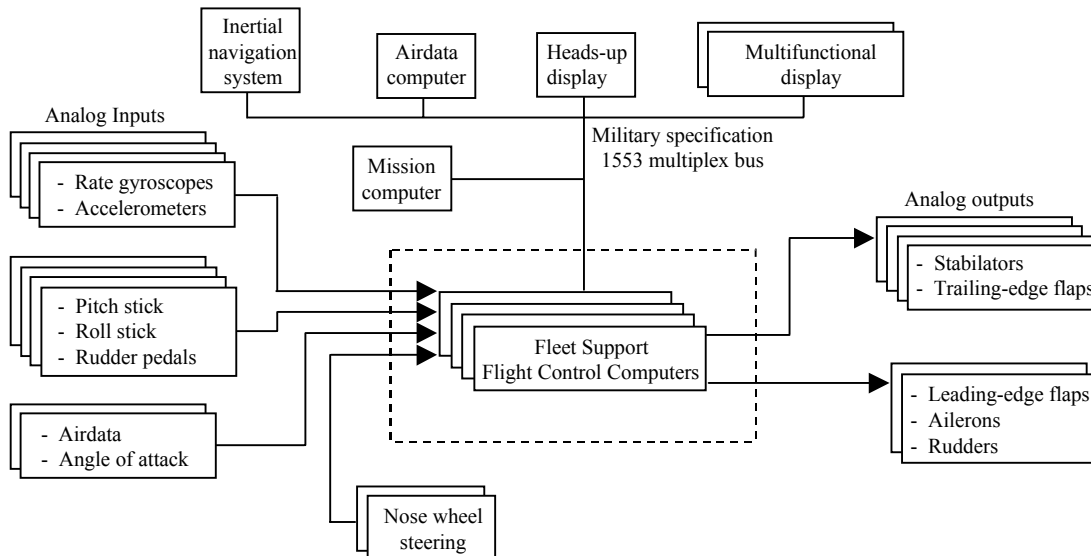 Inertial
navigation
system
Airdata
computer
Heads-up
display
Multifunctional
display
Military specification
1553 multiplex bus
Mission
computer
Analog Inputs
- Rate gyroscopes
- Accelerometers
- Pitch stick
- Roll stick
- Rudder pedals
- Airdata
- Angle of attack
Nose wheel
steering
Fleet Support
Flight Control Computers
Analog outputs
- Stabilators
- Trailing-edge flaps
- Leading-edge flaps
- Ailerons
- Rudders